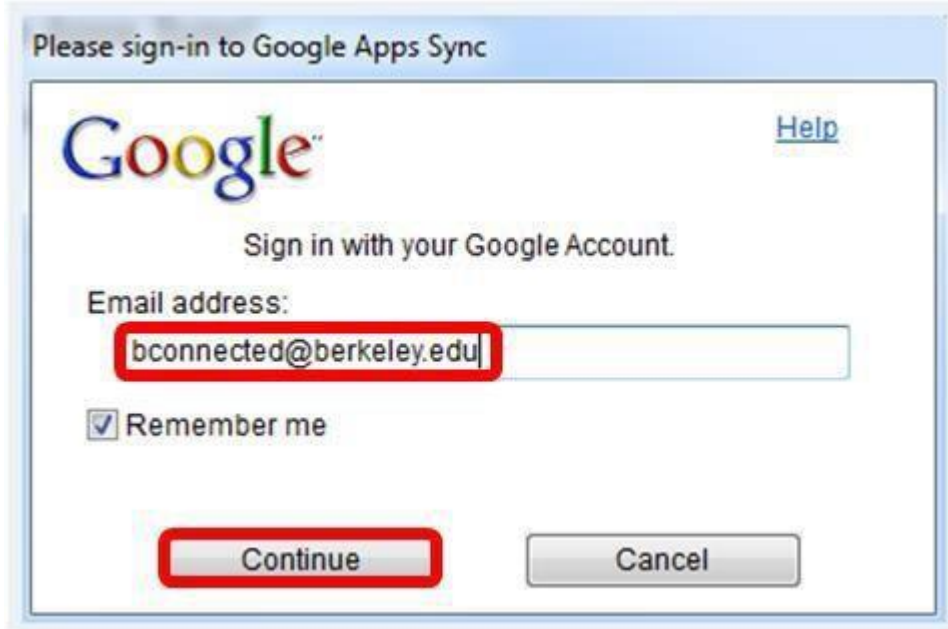 Please sign-in to Google Apps Sync
Google™
Help
Sign in with your Google Account.
Email address:
bconnected@berkeley.edu
Remember me
Continue
Cancel